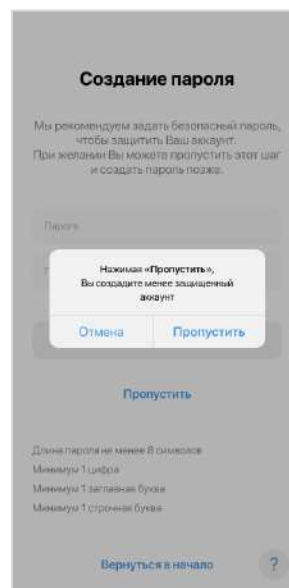 Создание пароля
Мы рекомендуем задать безопасный пароль,
чтобы защитить Ваш аккаунт.
При желании Вы можете пропустить этот шаг
и создать пароль позже.
Пароль
П
Нажимая «Пропустить»,
Вы создадите менее защищенный
аккаунт
Отмена Пропустить
Пропустить
Длина пароля не менее 8 символов
Минимум 1 цифра
Минимум 1 заглавная буква
Минимум 1 строчная буква
Вернуться в начало ?